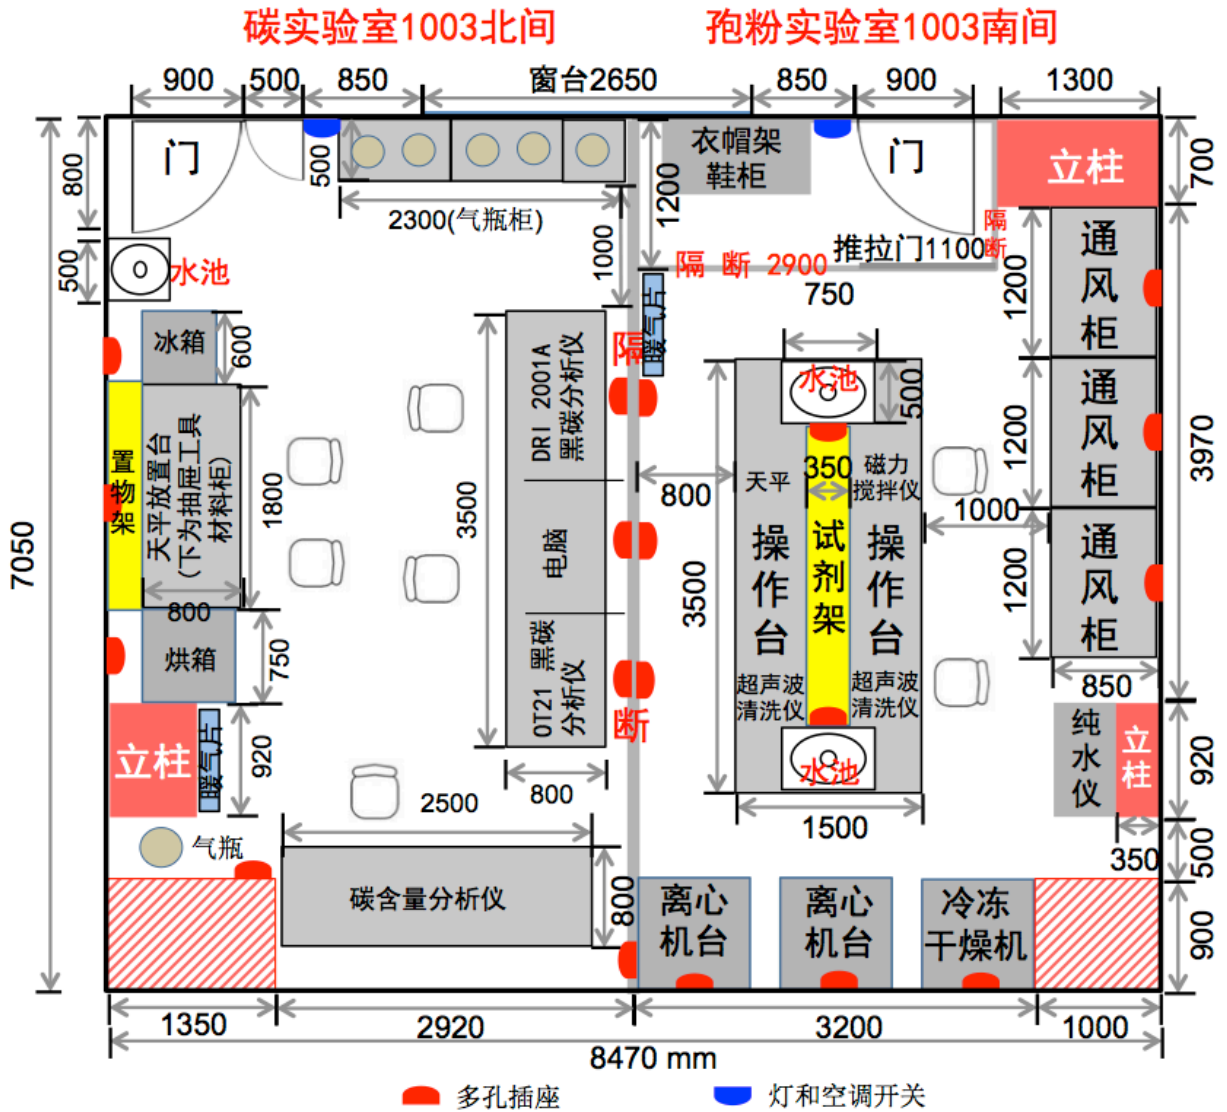 碳实验室1003北间
孢粉实验室1003南间
900
500
850
窗台2650
850
900
1300
800
门
500
2300(气瓶柜)
1000
1200
衣帽架
鞋柜
门
立柱
700
隔断
推拉门1100
隔 断 2900
750
500
水池
暖气片
冰箱
600
隔
断
DRI 2001A
黑碳分析仪
电脑
OT21 黑碳
分析仪
3500
800
置物架
天平放置台
(下为抽屉工具
材料柜)
1800
800
烘箱
750
立柱
暖气片
920
气瓶
2500
碳含量分析仪
800
7050
水池
500
800
天平
350
磁力
搅拌仪
1000
操作台
试剂架
操作台
3500
超声波
清洗仪
超声波
清洗仪
水池
1500
通风柜
1200
通风柜
1200
通风柜
1200
3970
850
纯水仪
立柱
920
350
500
离心
机台
离心
机台
冷冻
干燥机
900
1350
2920
3200
1000
8470 mm
多孔插座
灯和空调开关